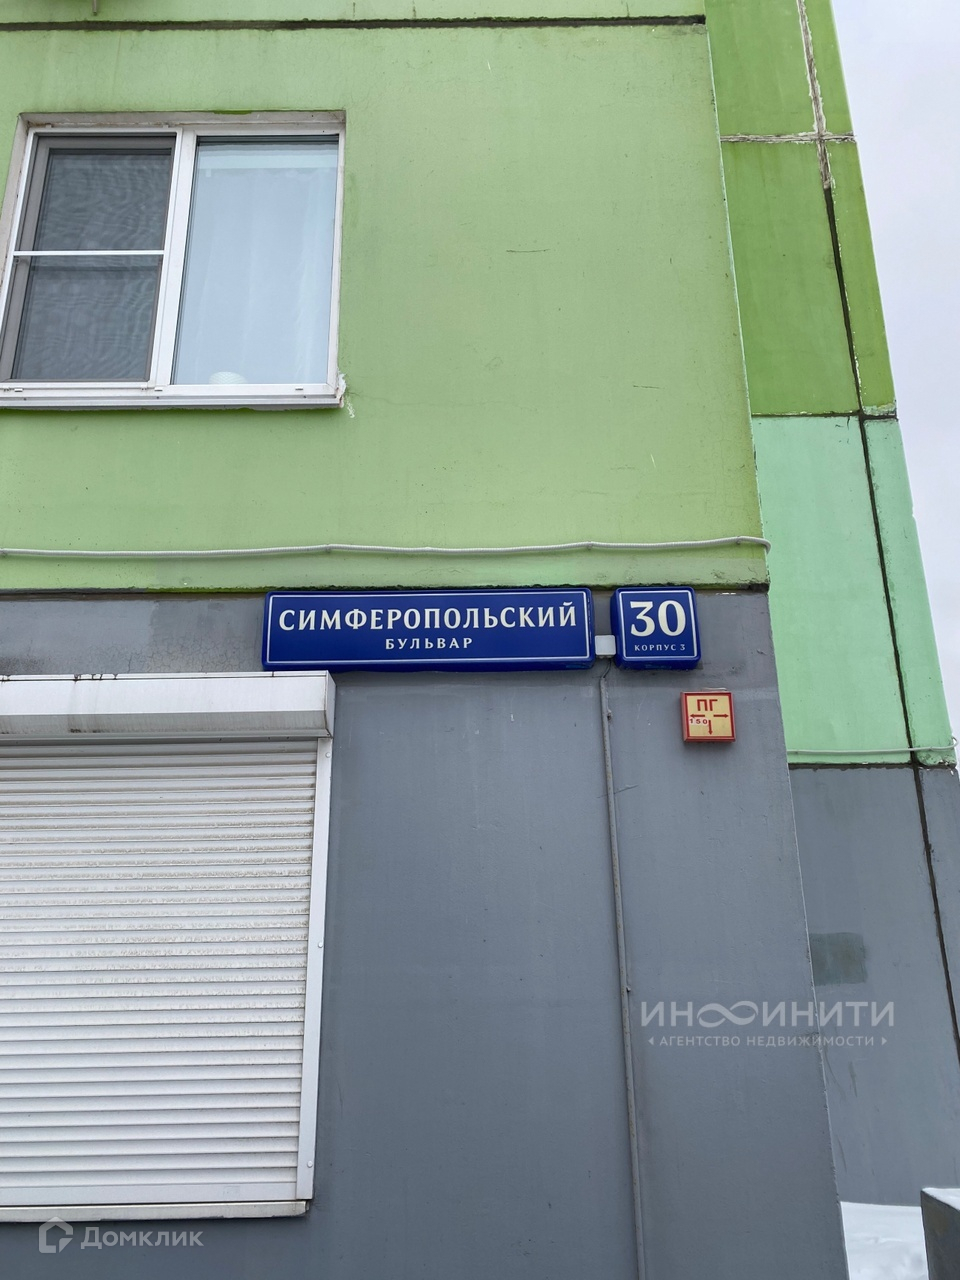 СИМФЕРОПОЛЬСКИЙ
БУЛЬВАР
30
КОРПУС 3
ПГ
150
ИНФИНИТИ
АГЕНТСТВО НЕДВИЖИМОСТИ
Домклик